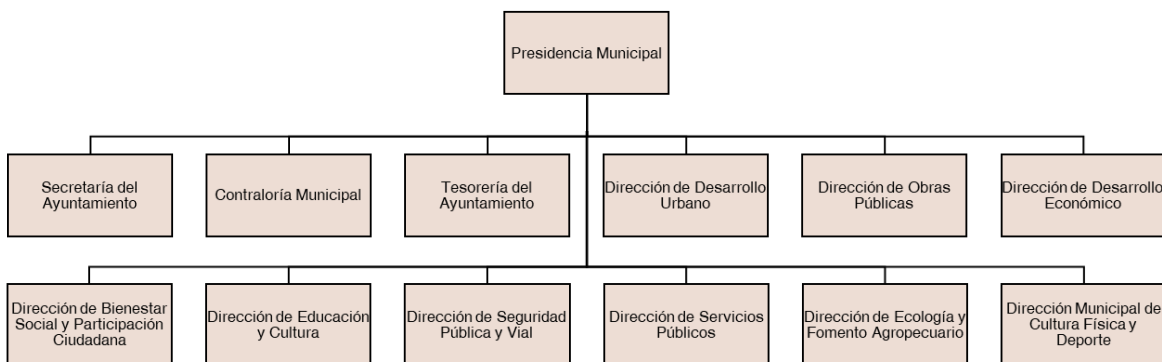 Presidencia Municipal
Secretaría del
Ayuntamiento
Contraloría Municipal
Tesorería del
Ayuntamiento
Dirección de Desarrollo
Urbano
Dirección de Obras
Públicas
Dirección de Desarrollo
Económico
Dirección de Bienestar
Social y Participación
Ciudadana
Dirección de Educación
y Cultura
Dirección de Seguridad
Pública y Vial
Dirección de Servicios
Públicos
Dirección de Ecología y
Fomento Agropecuario
Dirección Municipal de
Cultura Física y
Deporte